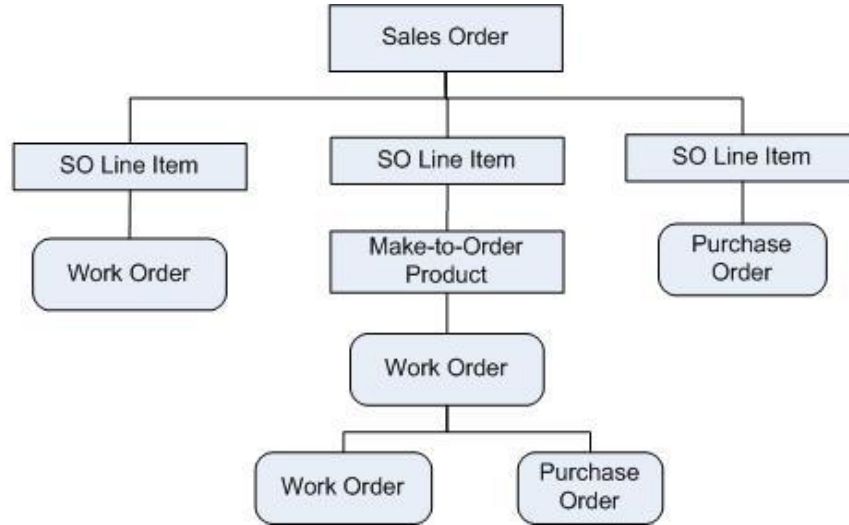 Sales Order
SO Line Item
SO Line Item
SO Line Item
Work Order
Make-to-Order
Product
Purchase
Order
Work Order
Work Order
Purchase
Order